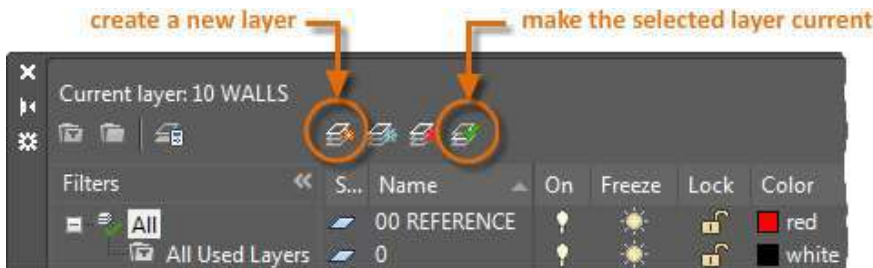 create a new layer make the selected layer current
Current layer: 10 WALLS
Filters S... Name On Freeze Lock Color
All 00 REFERENCE red
All Used Layers 0 white